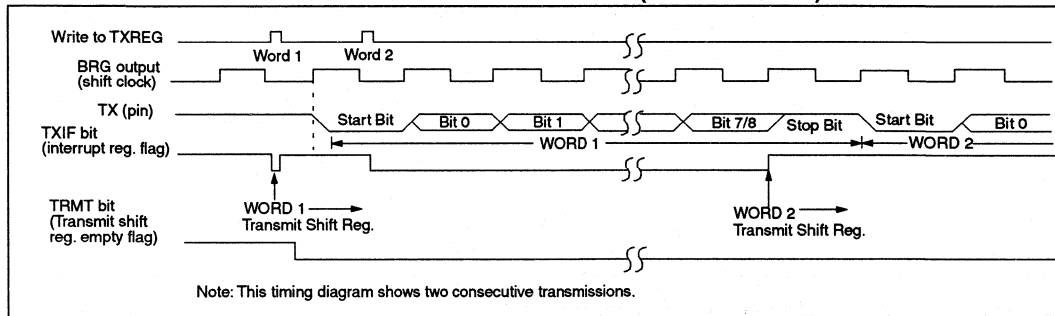 Write to TXREG
Word 1
Word 2
BRG output
(shift clock)
TX (pin)
Start Bit
Bit 0
Bit 1
Bit 7/8
Stop Bit
Start Bit
Bit 0
TXIF bit
(interrupt reg. flag)
WORD 1
WORD 2
TRMT bit
(Transmit shift
reg. empty flag)
WORD 1
Transmit Shift Reg.
WORD 2
Transmit Shift Reg.
Note: This timing diagram shows two consecutive transmissions.